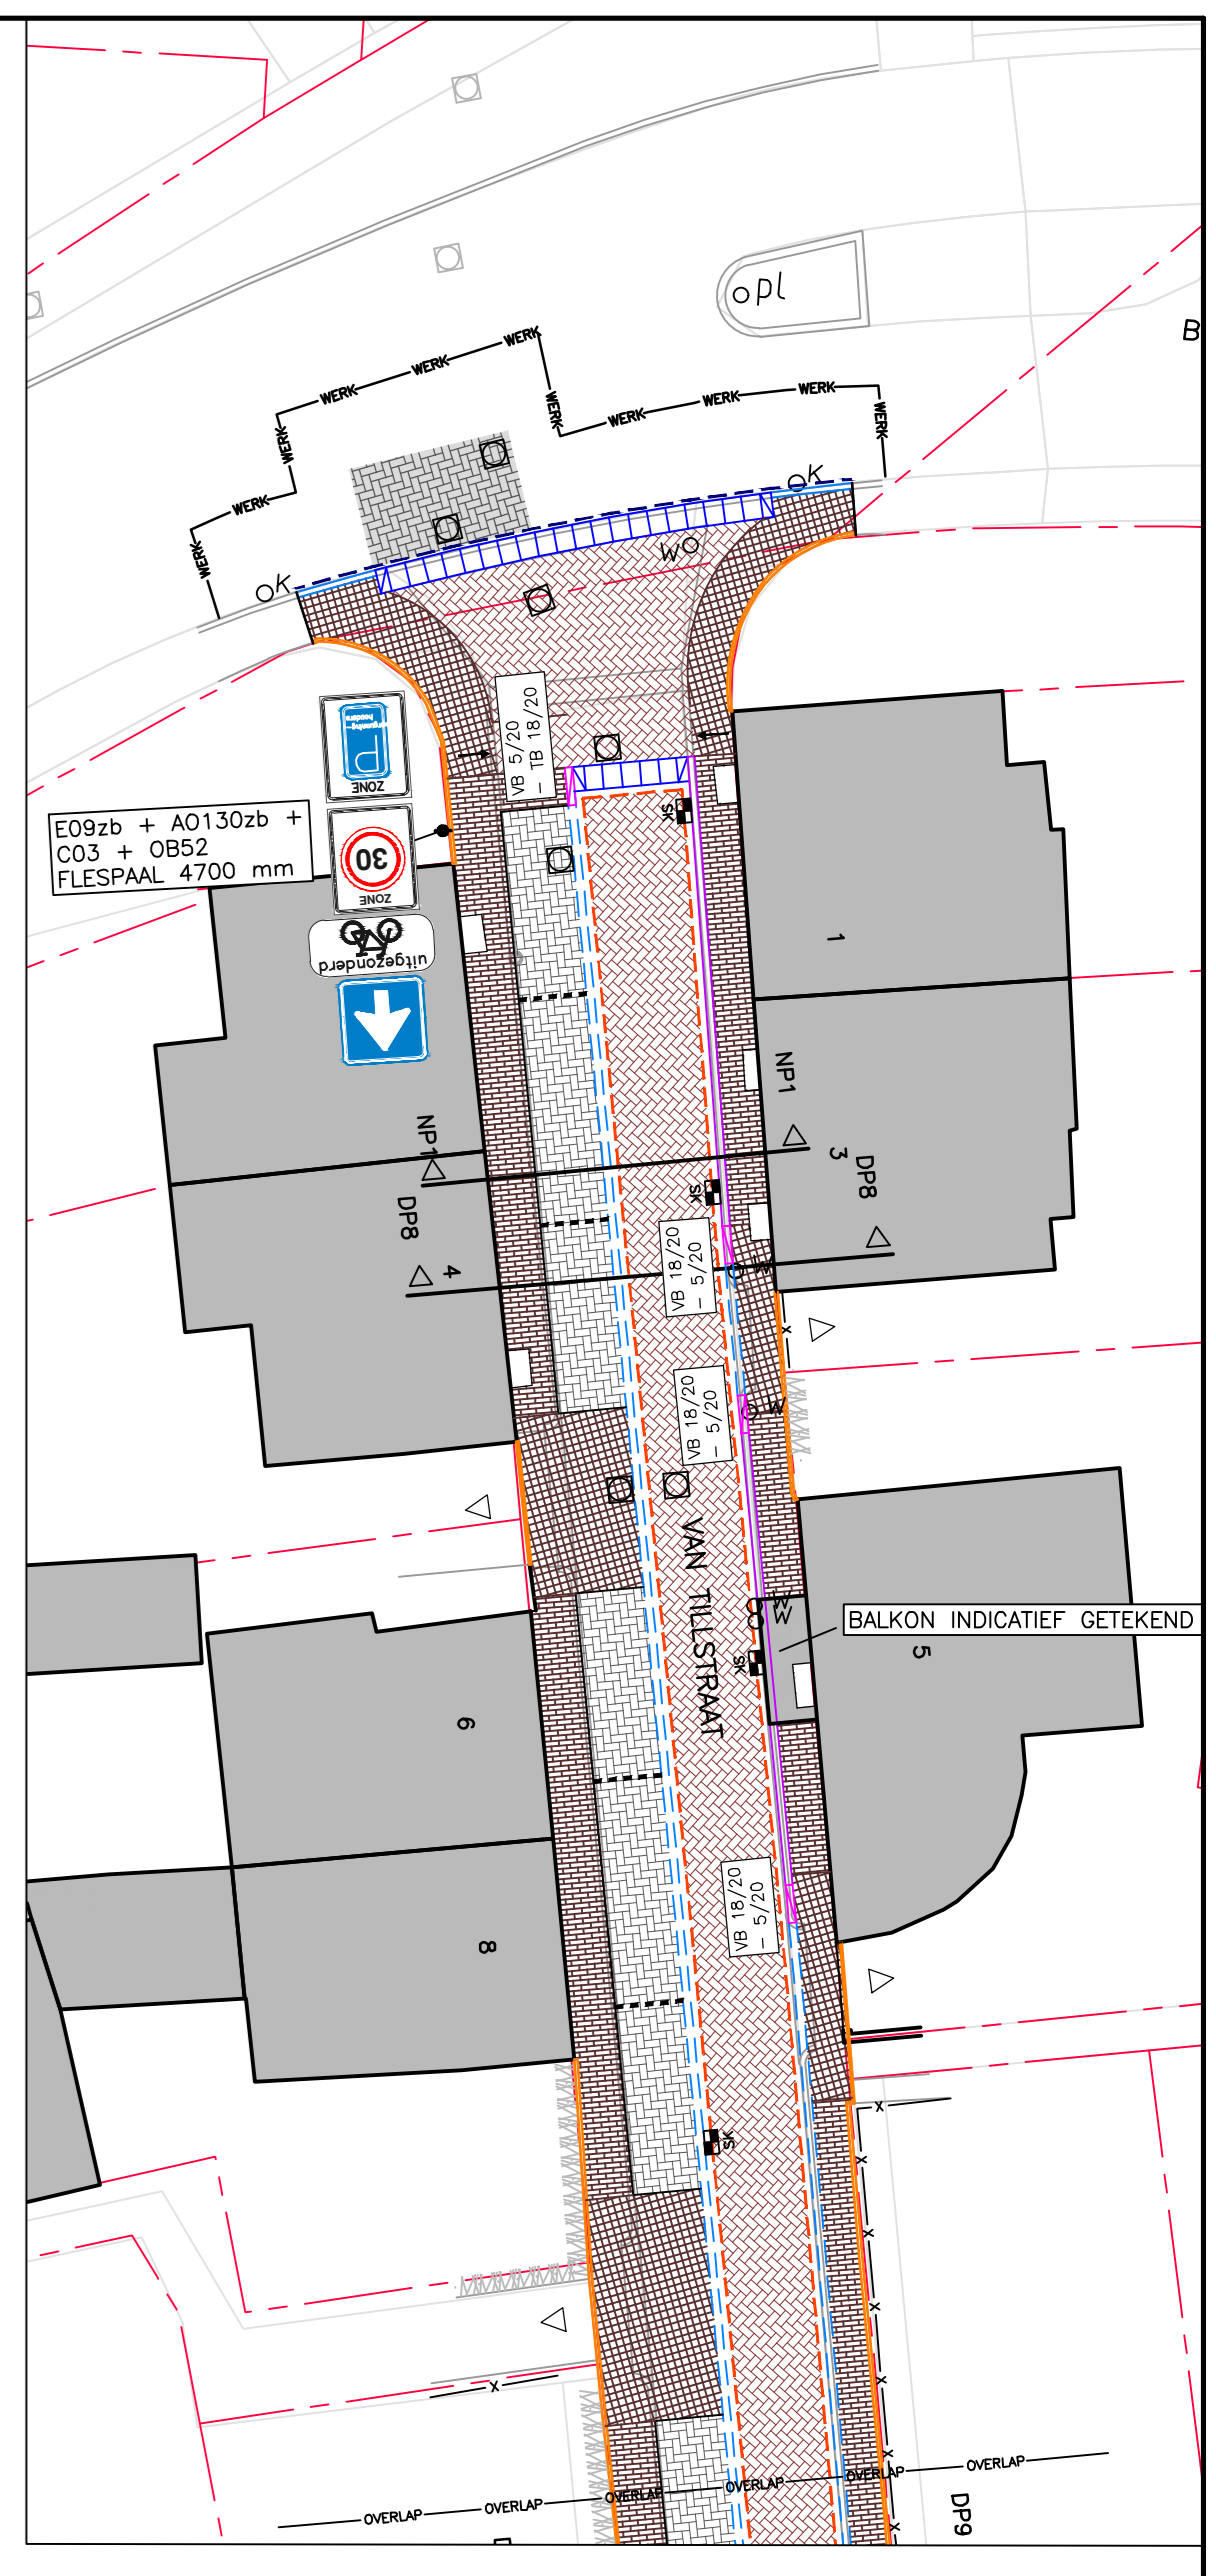 pl
B
WERK
WERK
WERK
WERK
WERK
WERK
WERK
WERK
WERK
WERK
WERK
OK
OK
W
VB 5/20
- TB 18/20
ZONE
30
ZONE
uitgezonderd
E09zb + A0130zb +
C03 + OB52
FLESPAAL 4700 mm
SK
1
NP1
NP1
3
DP8
DP8
4
SK
VB 18/20
- 5/20
W
X
VB 18/20
- 5/20
W
VAN TILLSTRAAT
W
W
BALKON INDICATIEF GETEKEND
SK
5
6
VB 18/20
- 5/20
8
X
SK
X
X
X
X
X
X
X
OVERLAP
OVERLAP
OVERLAP
OVERLAP
OVERLAP
OVERLAP
DP9